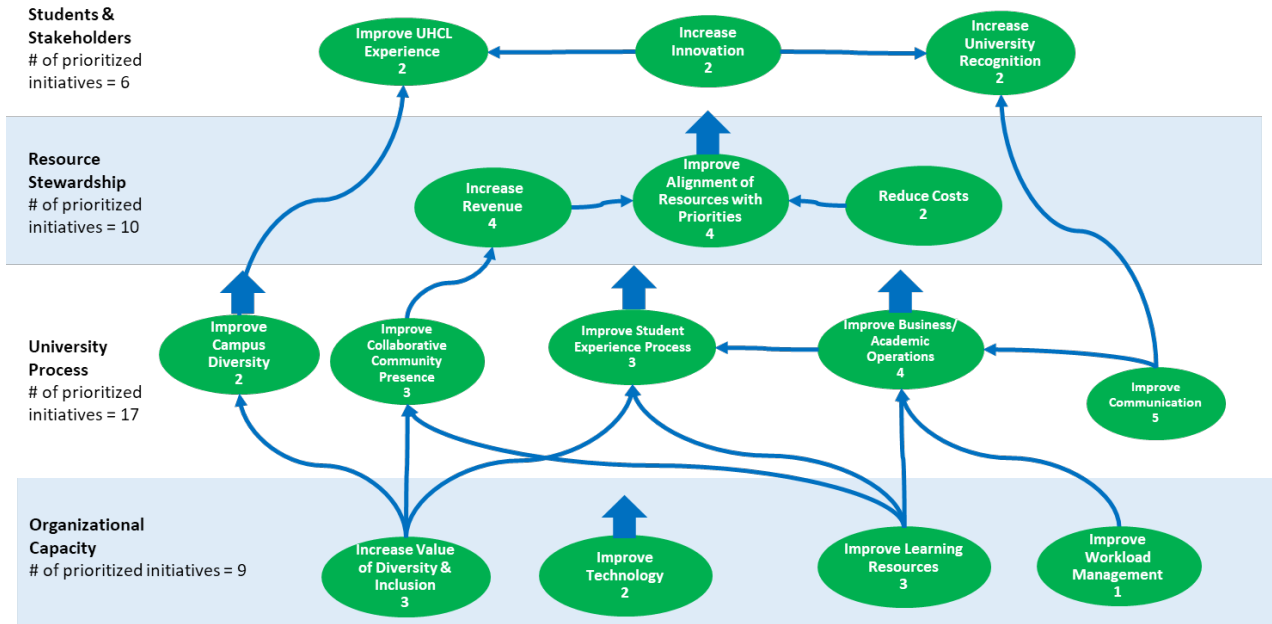 Students &
Stakeholders
# of prioritized
initiatives = 6
Improve UHCL
Experience
2
Increase
Innovation
2
Increase
University
Recognition
2
Resource
Stewardship
# of prioritized
initiatives = 10
Increase
Revenue
4
Improve
Alignment of
Resources with
Priorities
4
Reduce Costs
2
University
Process
# of prioritized
initiatives = 17
Improve
Campus
Diversity
2
Improve
Collaborative
Community
Presence
3
Improve Student
Experience Process
3
Improve Business/
Academic
Operations
4
Improve
Communication
5
Organizational
Capacity
# of prioritized initiatives = 9
Increase Value
of Diversity &
Inclusion
3
Improve
Technology
2
Improve Learning
Resources
3
Improve
Workload
Management
1